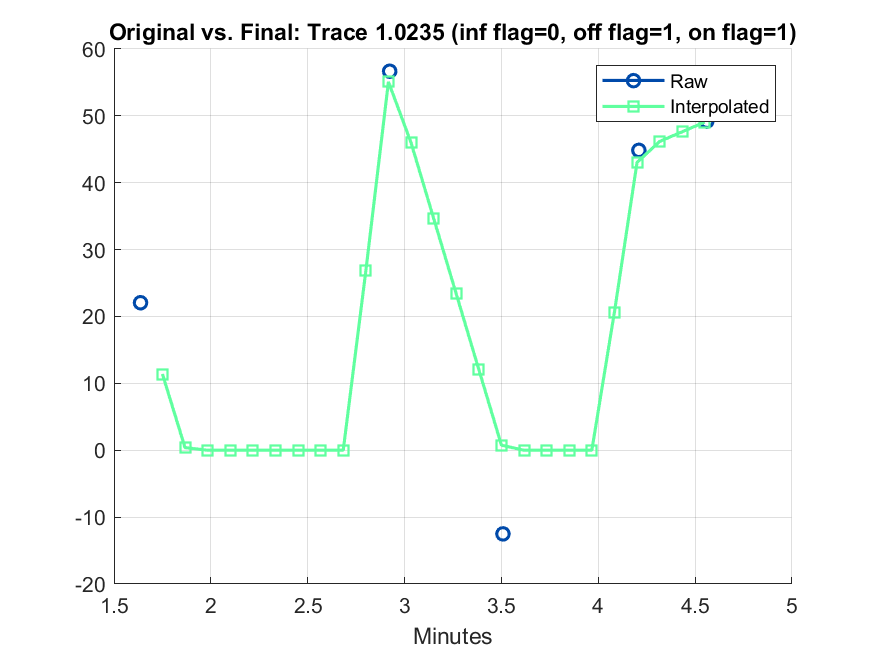 Original vs. Final: Trace 1.0235 (inf flag=0, off flag=1, on flag=1)
60
50
40
30
20
10
0
-10
-20
Raw
Interpolated
1.5 2 2.5 3 3.5 4 4.5 5
Minutes